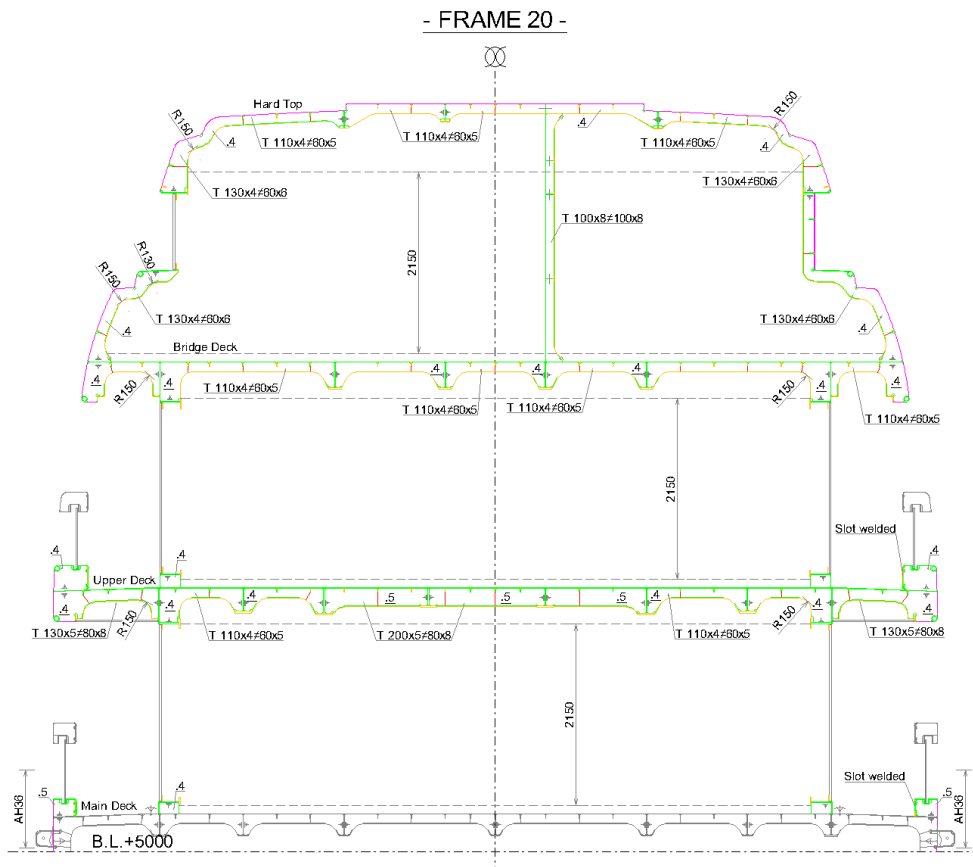 - FRAME 20 -
Hard Top
R150
R150
.4
.4
.4
T 110x4≠60x5
T 110x4≠60x5
T 110x4≠60x5
T 130x4≠60x6
T 130x4≠60x6
T 100x8≠100x8
2150
R130
R150
T 130x4≠60x6
T 130x4≠60x6
.4
.4
Bridge Deck
.4
R150
.4
T 110x4≠60x5
.4
.4
.4
R150
.4
.4
T 110x4≠60x5
T 110x4≠60x5
T 110x4≠60x5
2150
Slot welded
.4
.4
.4
Upper Deck
.4
R150
.4
.4
.5
.5
.5
.4
R150
.4
.4
T 130x5≠80x8
T 110x4≠60x5
T 200x5≠80x8
T 110x4≠60x5
T 130x5≠80x8
2150
Slot welded
.5
Main Deck
.4
.5
AH36
AH36
B.L.+5000